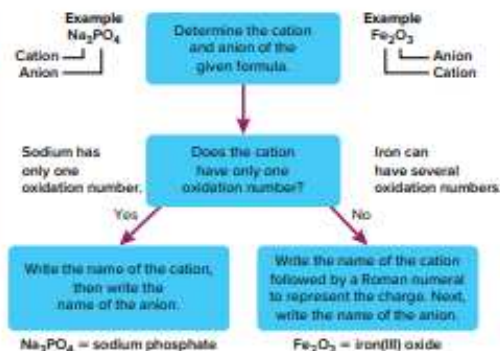 Example
Na₃PO₄
Cation
Anion
Determine the cation
and anion of the
given formula.
Example
Fe₂O₃
Anion
Cation
Sodium has
only one
oxidation number.
Does the cation
have only one
oxidation number?
Iron can
have several
oxidation numbers
Yes
No
Write the name of the cation,
then write the
name of the anion.
Write the name of the cation
followed by a Roman numeral
to represent the charge. Next,
write the name of the anion.
Na₃PO₄ = sodium phosphate
Fe₂O₃ = iron(III) oxide